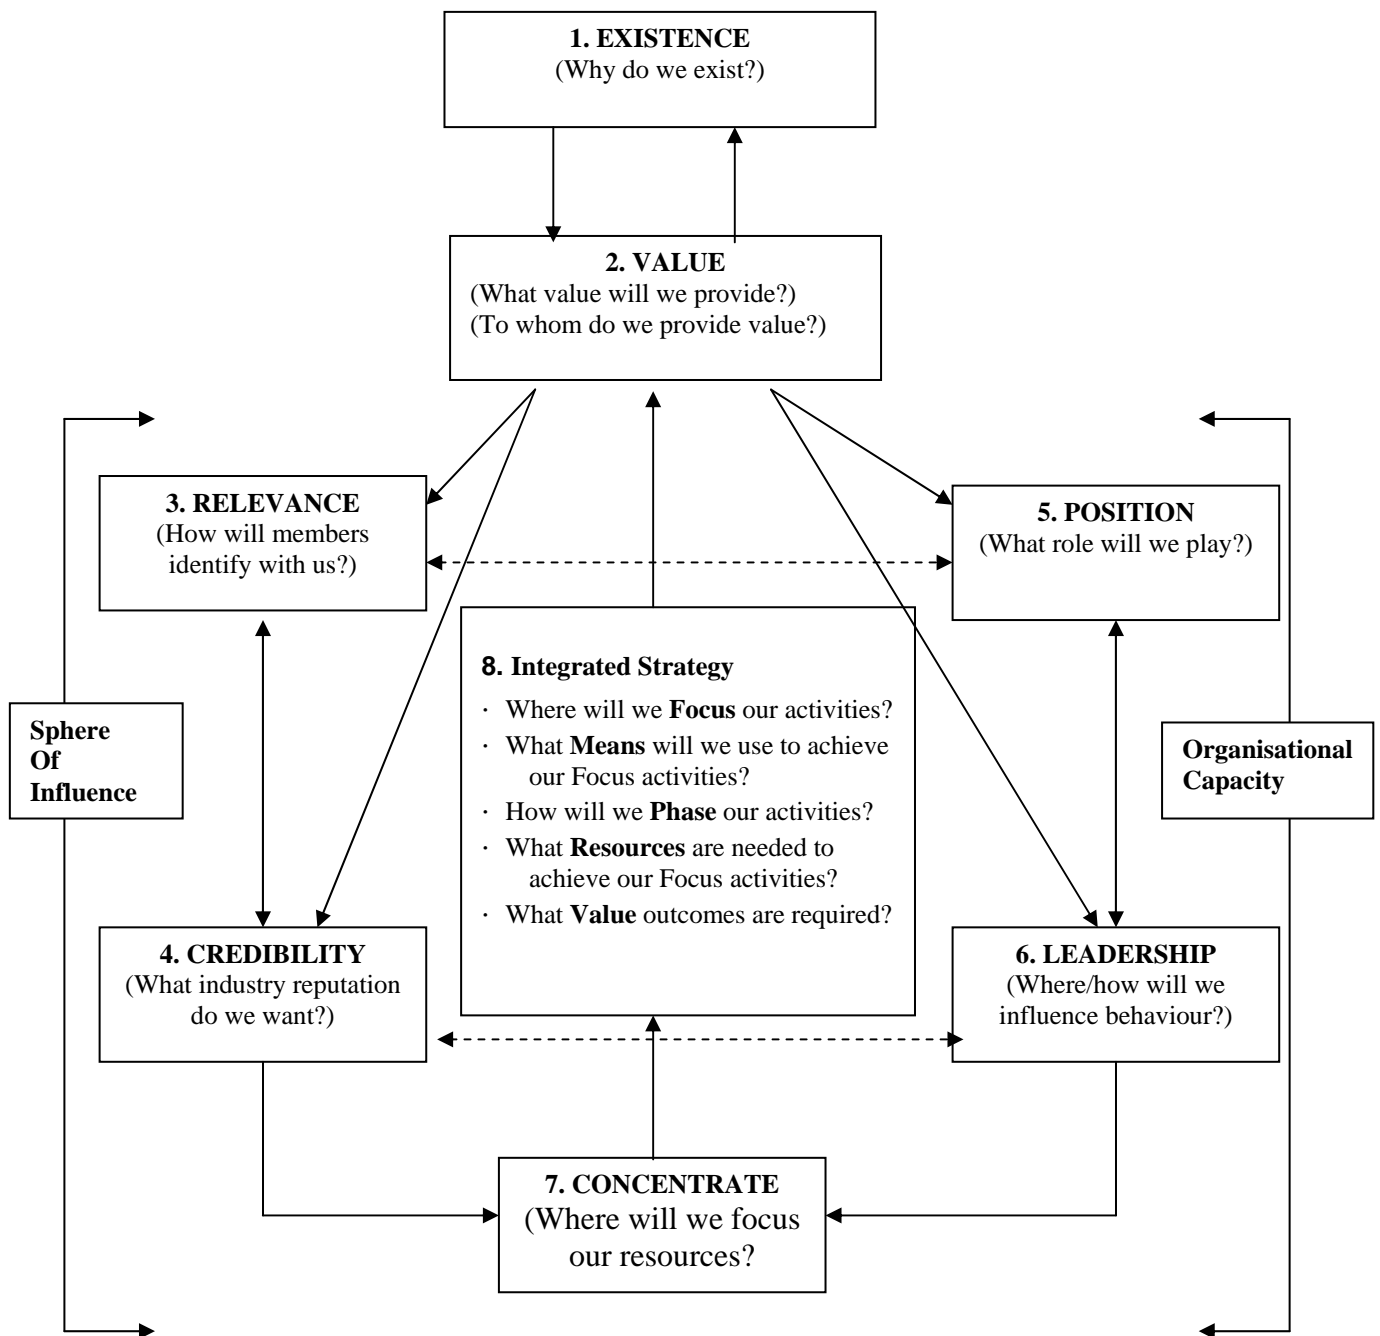 1. EXISTENCE
(Why do we exist?)
2. VALUE
(What value will we provide?)
(To whom do we provide value?)
3. RELEVANCE
(How will members
identify with us?)
5. POSITION
(What role will we play?)
8. Integrated Strategy
· Where will we Focus our activities?
· What Means will we use to achieve
our Focus activities?
· How will we Phase our activities?
· What Resources are needed to
achieve our Focus activities?
· What Value outcomes are required?
Sphere
Of
Influence
Organisational
Capacity
4. CREDIBILITY
(What industry reputation
do we want?)
6. LEADERSHIP
(Where/how will we
influence behaviour?)
7. CONCENTRATE
(Where will we focus
our resources?